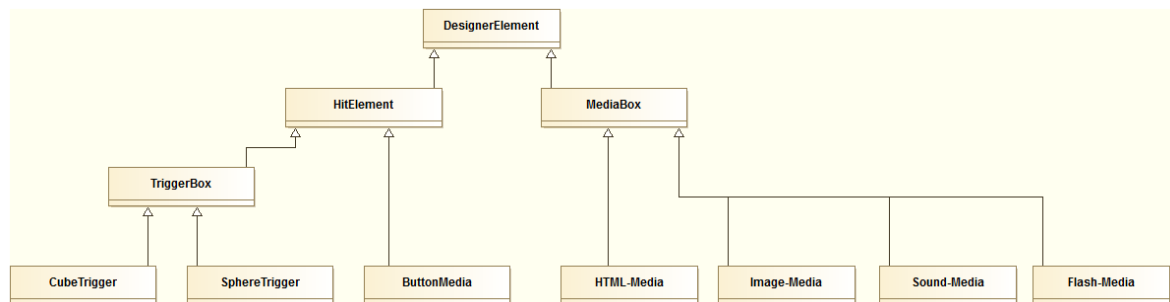 DesignerElement
HitElement
MediaBox
TriggerBox
CubeTrigger
SphereTrigger
ButtonMedia
HTML-Media
Image-Media
Sound-Media
Flash-Media